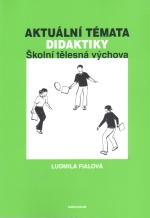 AKTUÁLNÍ TÉMATA
DIDAKTIKY
Školní tělesná výchova
LUDMILA FIALOVÁ